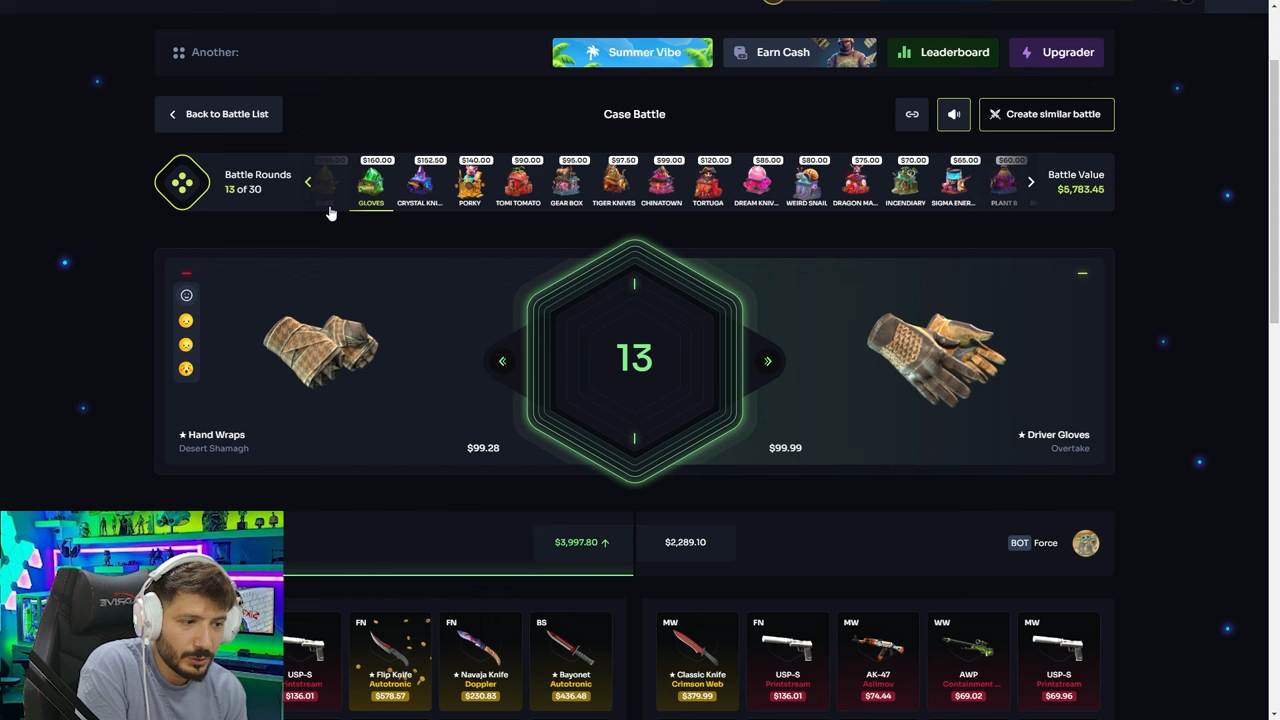 Another:
Summer Vibe
Earn Cash
Leaderboard
Upgrader
Back to Battle List
Case Battle
Create similar battle
Battle Rounds
13 of 30
$160.00 $152.50 $140.00 $90.00 $95.00 $97.50 $99.00 $120.00 $85.00 $80.00 $75.00 $70.00 $65.00 $60.00
GLOVES CRYSTAL KNI... PORKY TOMI TOMATO GEAR BOX TIGER KNIVES CHINATOWN TORTUGA DREAM KNIV... WEIRD SNAIL DRAGON MA... INCENDIARY SIGMA ENER... PLANT B
Battle Value
$5,783.45
13
★ Hand Wraps
Desert Shamagh
$99.28
$99.99
★ Driver Gloves
Overtake
$3,997.80
$2,289.10
BOT Force
USP-S
Printstream
$136.01
FN
★ Flip Knife
Autotronic
$578.57
FN
★ Navaja Knife
Doppler
$230.83
BS
★ Bayonet
Autotronic
$436.48
MW
★ Classic Knife
Crimson Web
$379.99
FN
USP-S
Printstream
$136.01
MW
AK-47
Asiimov
$74.44
WW
AWP
Containment ...
$69.02
MW
USP-S
Printstream
$69.96